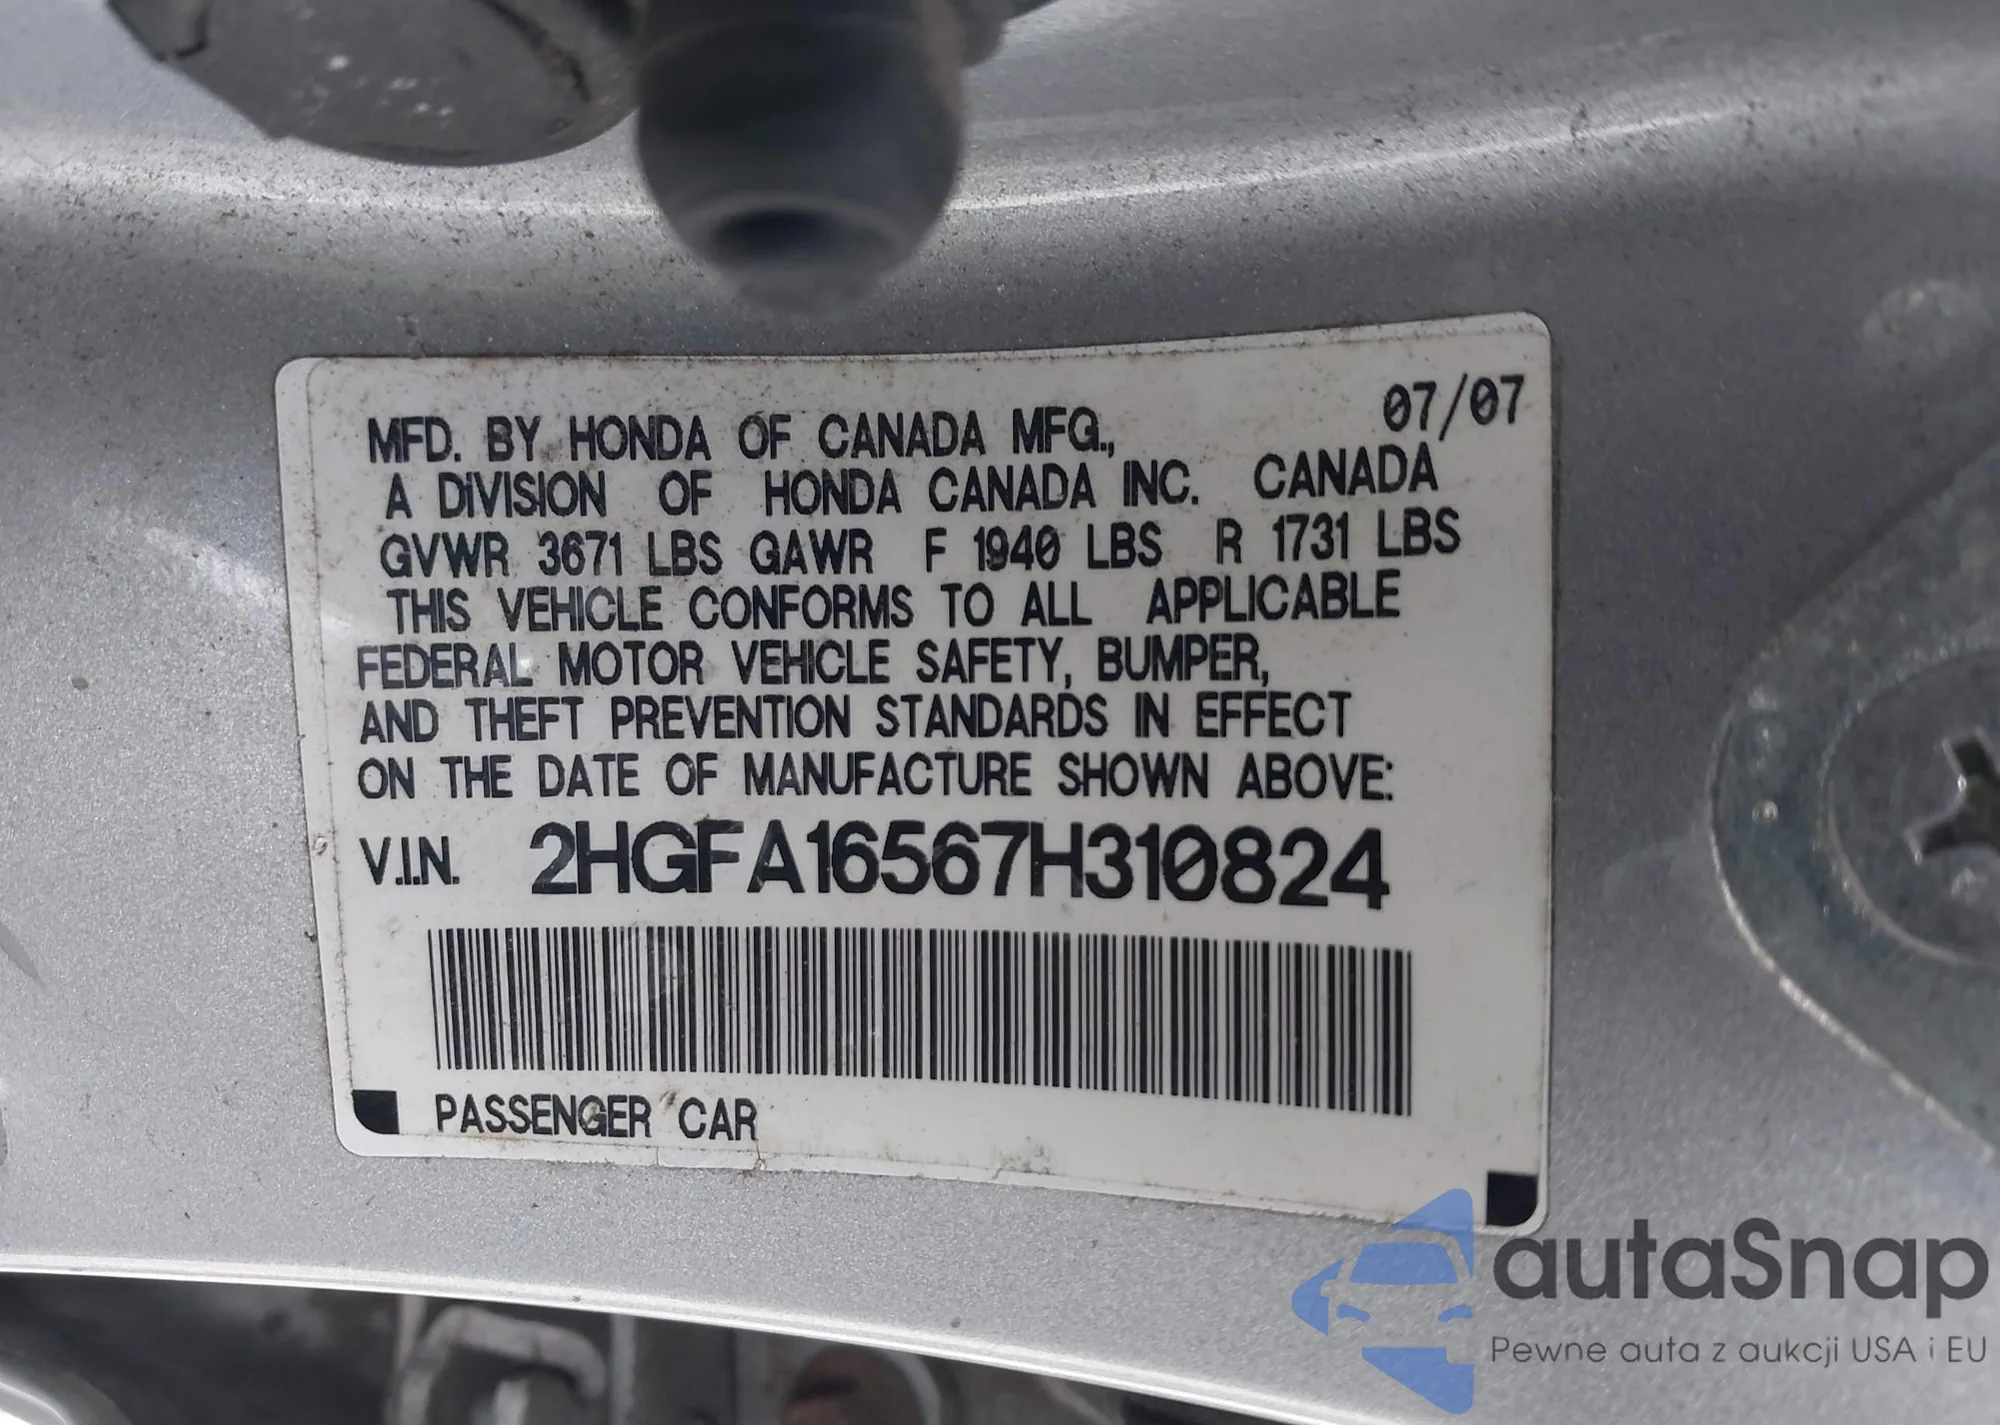 07/07
MFD. BY HONDA OF CANADA MFG.,
A DiVISION OF HONDA CANADA INC. CANADA
GVWR 3671 LBS GAWR F 1940 LBS R 1731 LBS
THIS VEHICLE CONFORMS TO ALL APPLICABLE
FEDERAL MOTOR VEHICLE SAFETY, BUMPER,
AND THEFT PREVENTION STANDARDS IN EFFECT
ON THE DATE OF MANUFACTURE SHOWN ABOVE:
V.I.N. 2HGFA16567H310824
PASSENGER CAR
autaSnap
Pewne auta z aukcji USA i EU